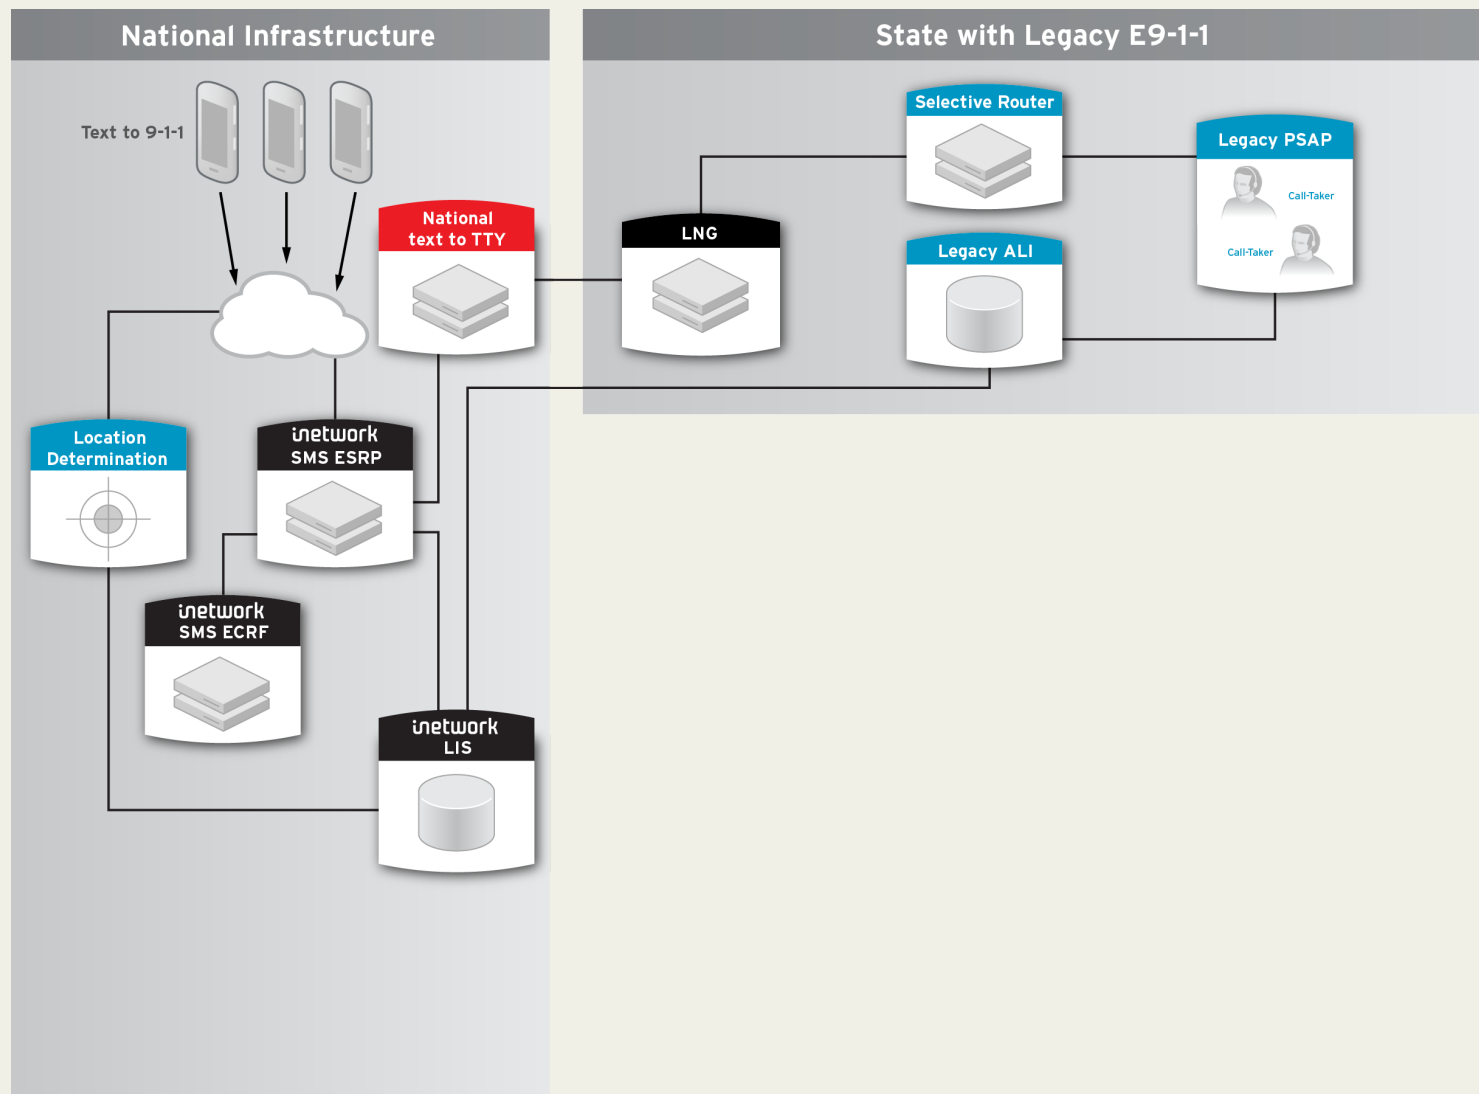 National Infrastructure
State with Legacy E9-1-1
Text to 9-1-1
Selective Router
Legacy PSAP
Call-Taker
Call-Taker
National
text to TTY
LNG
Legacy ALI
Location
Determination
inetwork
SMS ESRP
inetwork
SMS ECRF
inetwork
LIS